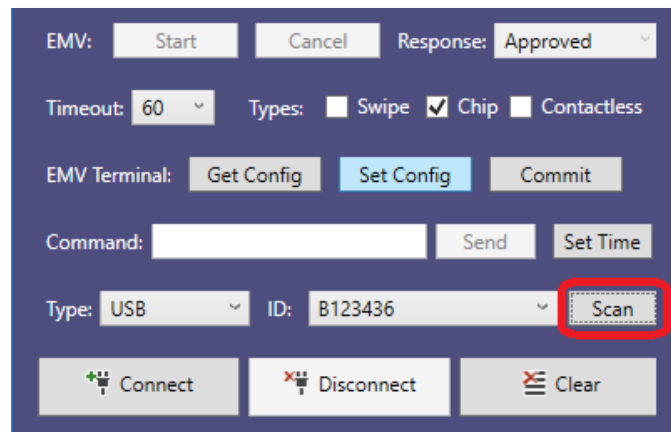 EMV: Start Cancel Response: Approved
Timeout: 60 Types: Swipe Chip Contactless
EMV Terminal: Get Config Set Config Commit
Command: Send Set Time
Type: USB ID: B123436 Scan
Connect Disconnect Clear